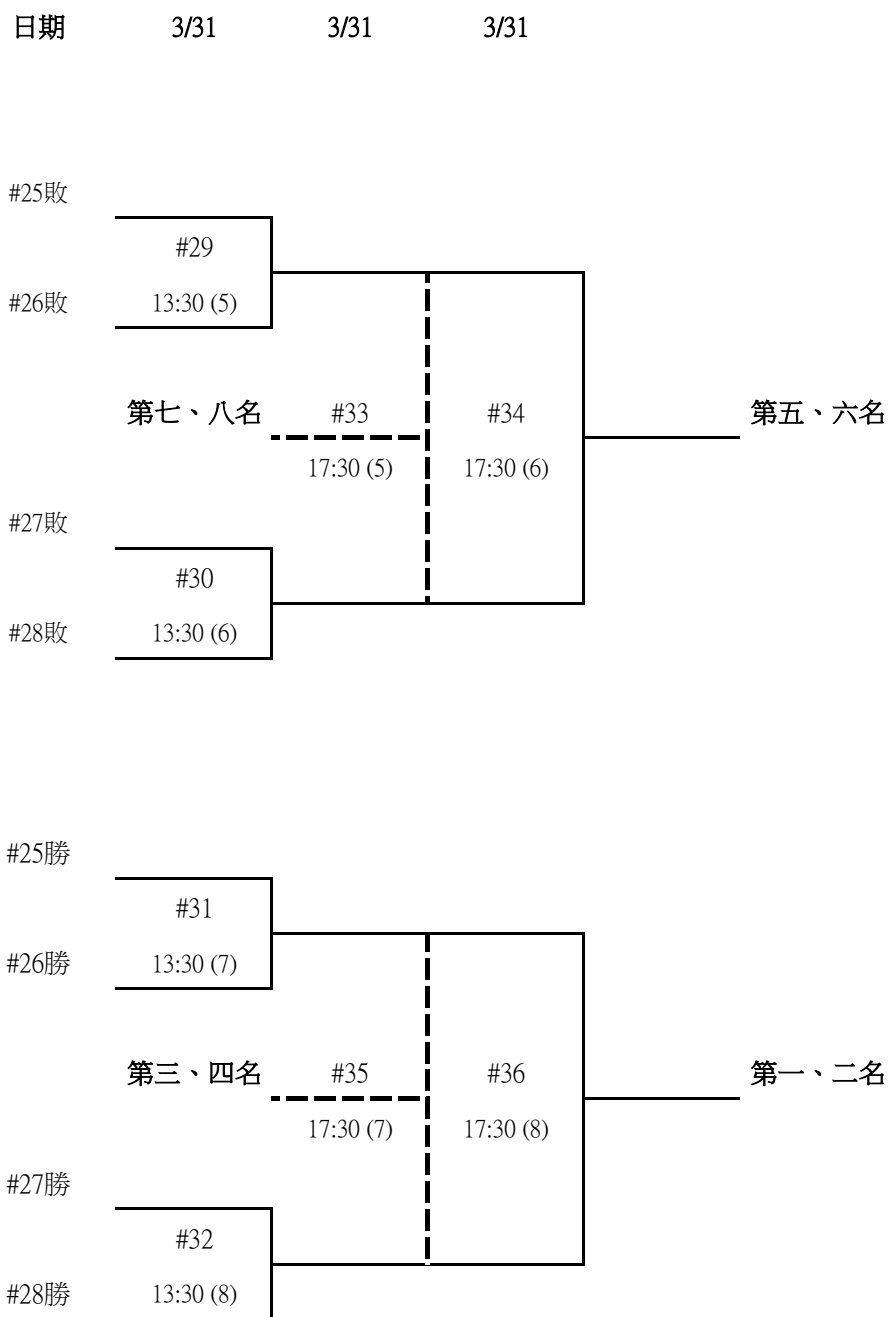 日期 3/31 3/31 3/31
#25敗
#29
#26敗 13:30 (5)
第七、八名 #33 #34 第五、六名
17:30 (5) 17:30 (6)
#27敗
#30
#28敗 13:30 (6)
#25勝
#31
#26勝 13:30 (7)
第三、四名 #35 #36 第一、二名
17:30 (7) 17:30 (8)
#27勝
#32
#28勝 13:30 (8)